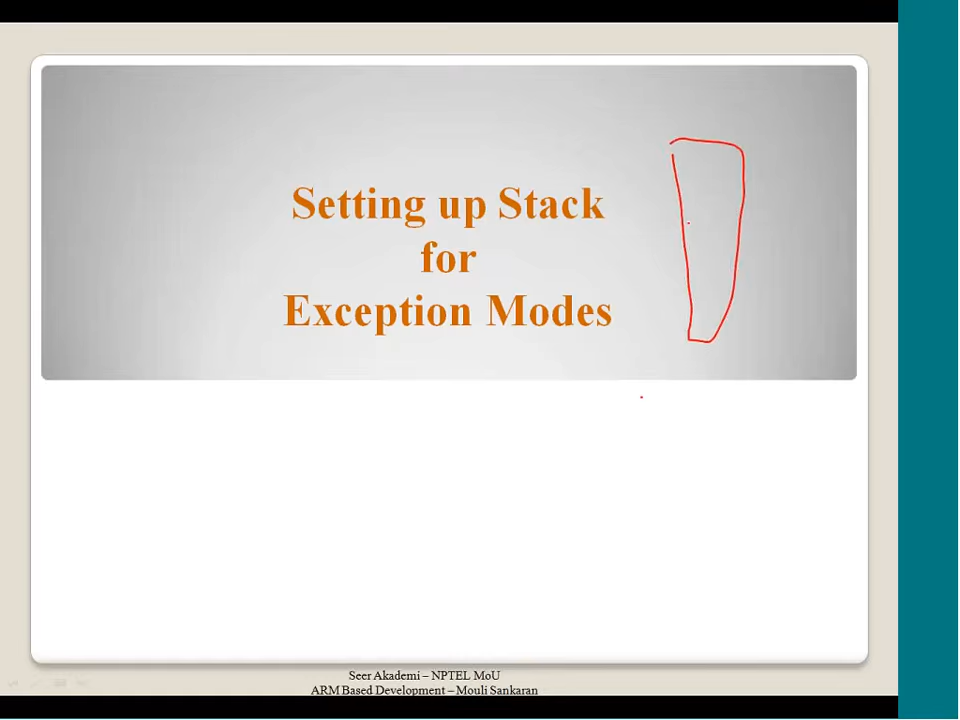 Setting up Stack
for
Exception Modes
Seer Akademi – NPTEL MoU
ARM Based Development – Mouli Sankaran